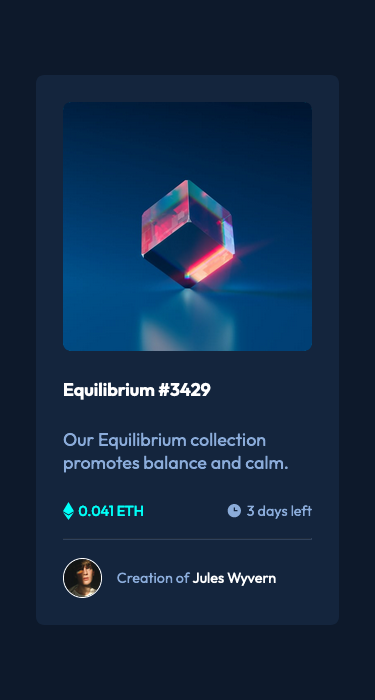 Equilibrium #3429
Our Equilibrium collection
promotes balance and calm.
0.041 ETH
3 days left
Creation of Jules Wyvern